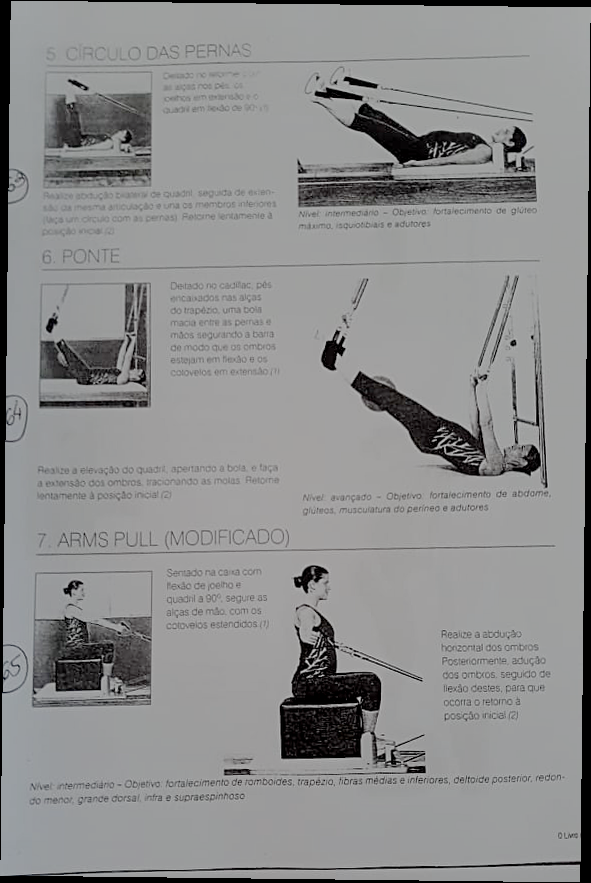 5. CÍRCULO DAS PERNAS
Deitado no reformer
as alças nos pés, os
joelhos em extensão e o
quadril em flexão de 90º (1)
63
Realize abdução bilateral de quadril, seguida de exten-
são da mesma articulação e una os membros inferiores
(faça um círculo com as pernas). Retorne lentamente à
posição inicial.(2)
Nível: intermediário – Objetivo: fortalecimento de glúteo
máximo, isquiotibiais e adutores
6. PONTE
Deitado no cadillac, pés
encaixados nas alças
do trapézio, uma bola
macia entre as pernas e
mãos segurando a barra
de modo que os ombros
estejam em flexão e os
cotovelos em extensão.(1)
64
Realize a elevação do quadril, apertando a bola, e faça
a extensão dos ombros, tracionando as molas. Retorne
lentamente à posição inicial.(2)
Nível: avançado – Objetivo: fortalecimento de abdome,
glúteos, musculatura do períneo e adutores
7. ARMS PULL (MODIFICADO)
Sentado na caixa com
flexão de joelho e
quadril a 90º, segure as
alças de mão, com os
cotovelos estendidos.(1)
65
Realize a abdução
horizontal dos ombros.
Posteriormente, adução
dos ombros, seguido de
flexão destes, para que
ocorra o retorno à
posição inicial.(2)
Nível: intermediário – Objetivo: fortalecimento de romboides, trapézio, fibras médias e inferiores, deltoide posterior, redon-
do menor, grande dorsal, infra e supraespinhoso
O Livro